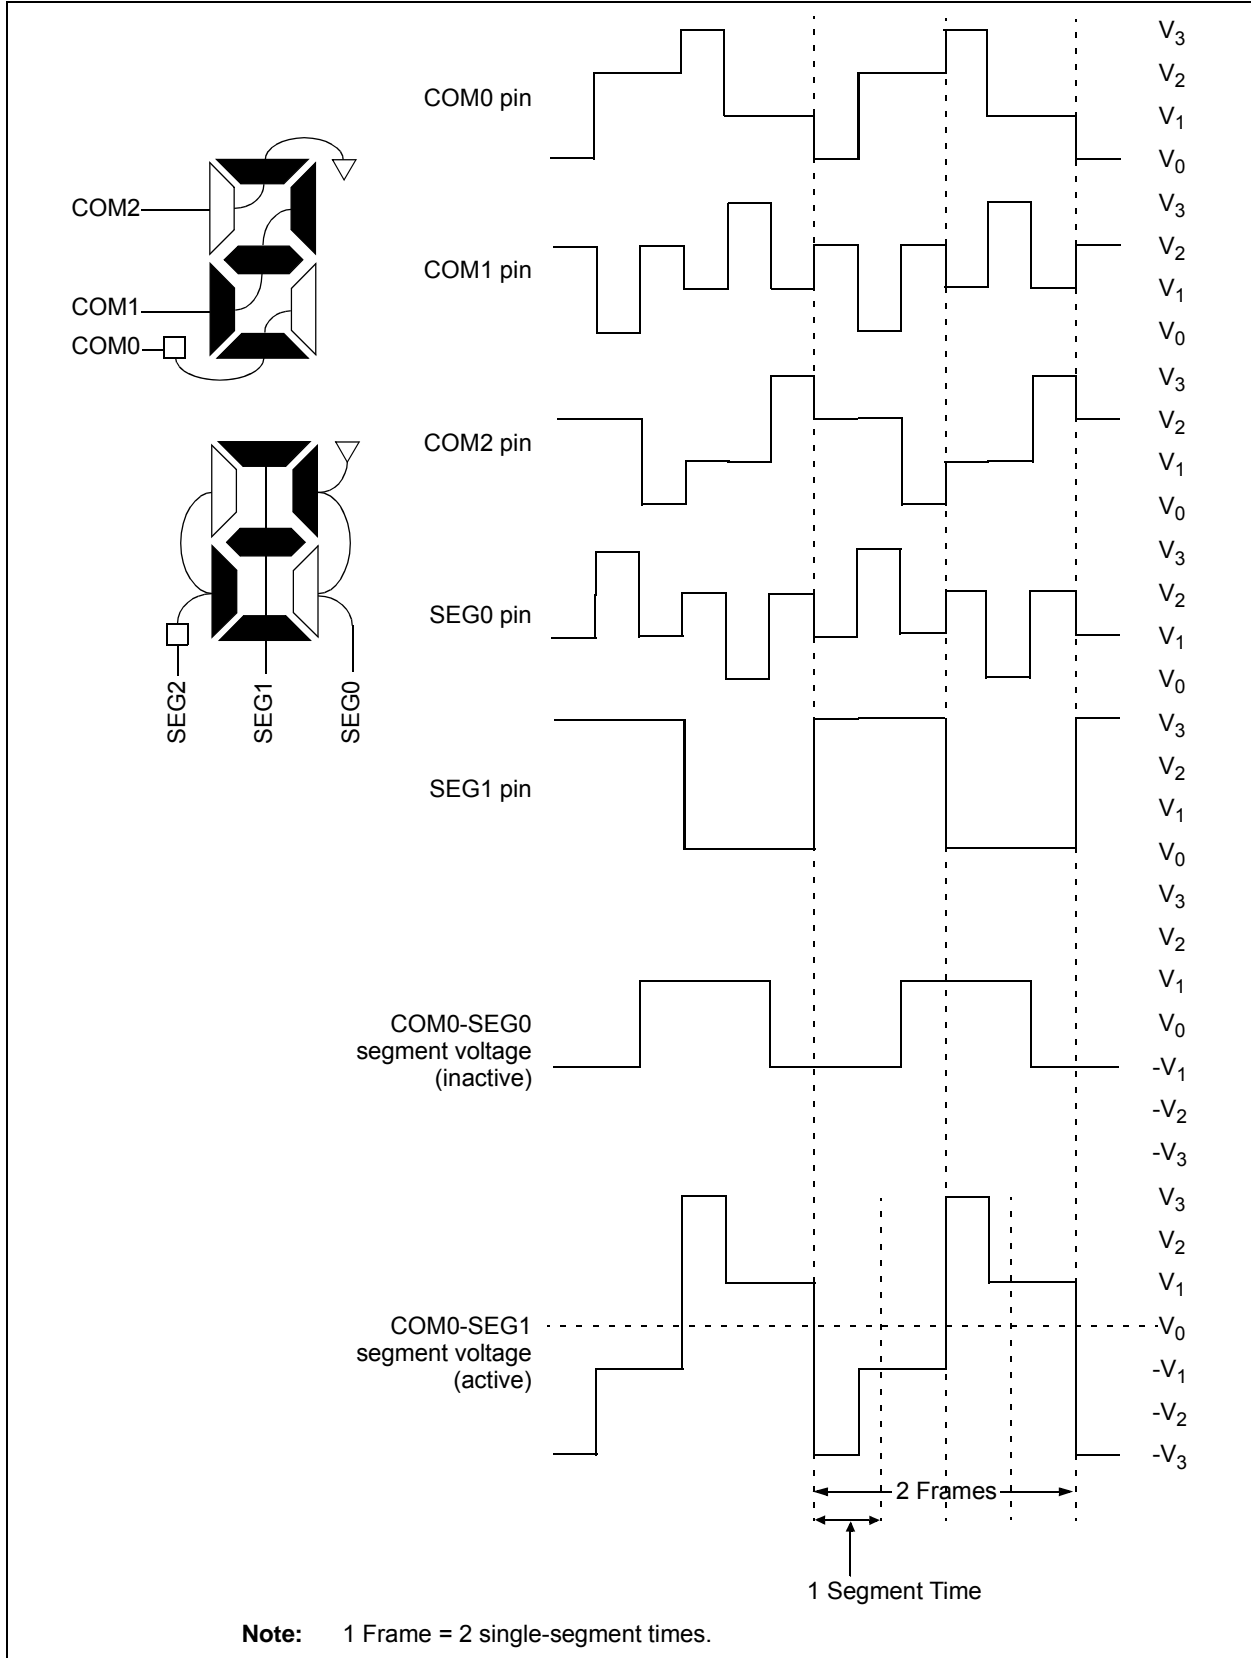 COM2
COM1
COM0
SEG2
SEG1
SEG0
COM0 pin
V3
V2
V1
V0
COM1 pin
V3
V2
V1
V0
COM2 pin
V3
V2
V1
V0
SEG0 pin
V3
V2
V1
V0
SEG1 pin
V3
V2
V1
V0
COM0-SEG0
segment voltage
(inactive)
V3
V2
V1
V0
-V1
-V2
-V3
COM0-SEG1
segment voltage
(active)
V3
V2
V1
V0
-V1
-V2
-V3
2 Frames
1 Segment Time
Note: 1 Frame = 2 single-segment times.